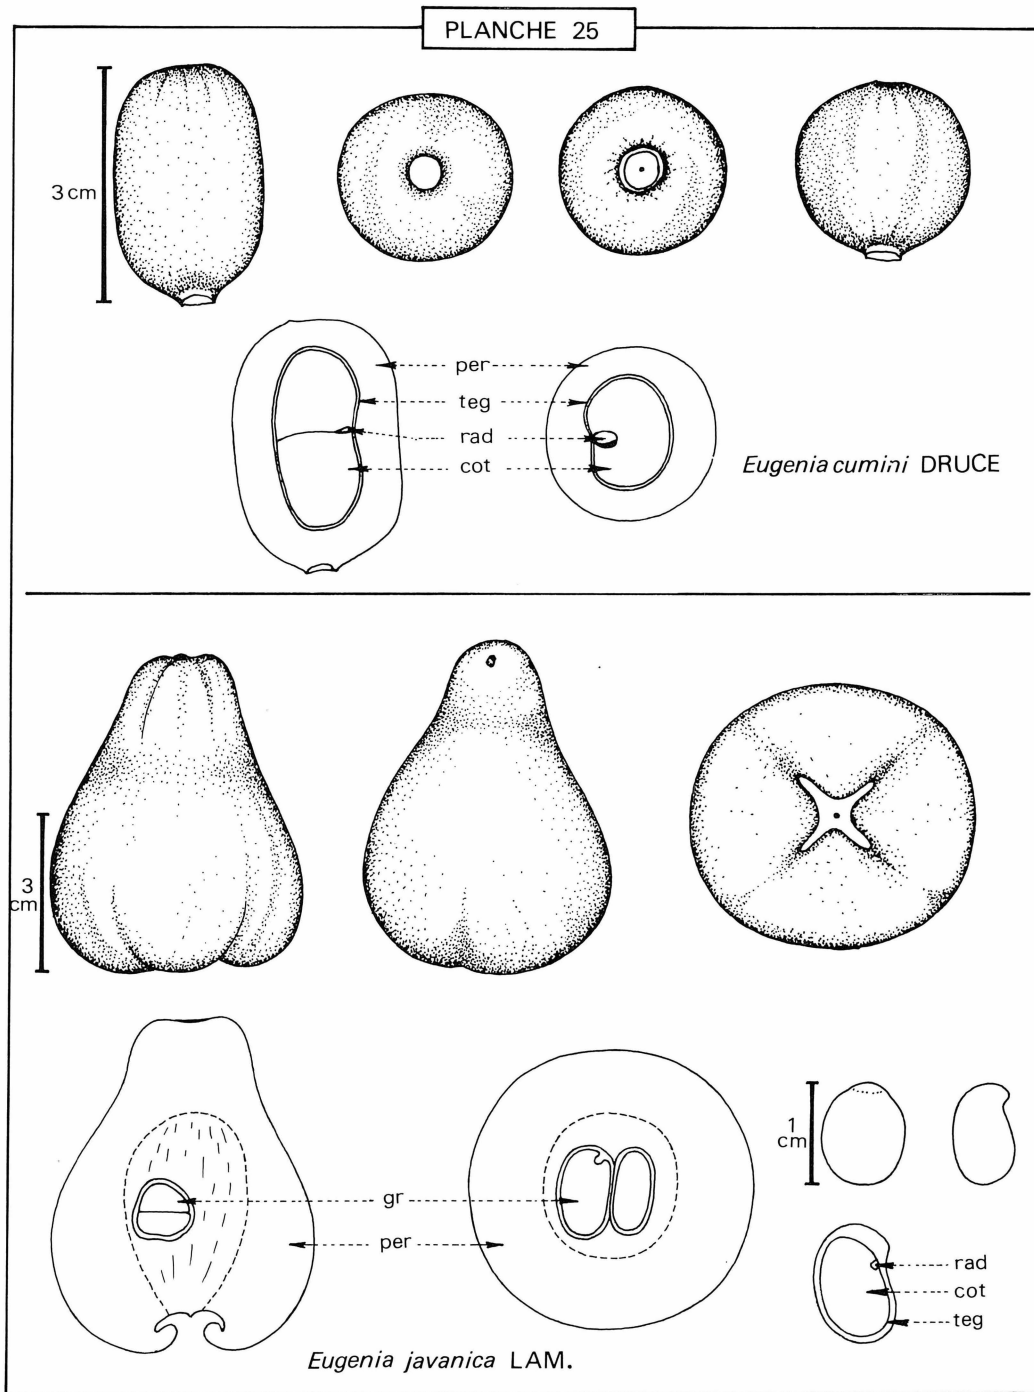 PLANCHE 25
3 cm
per
teg
rad
cot
Eugenia cumini DRUCE
3
cm
gr
per
1
cm
rad
cot
teg
Eugenia javanica LAM.